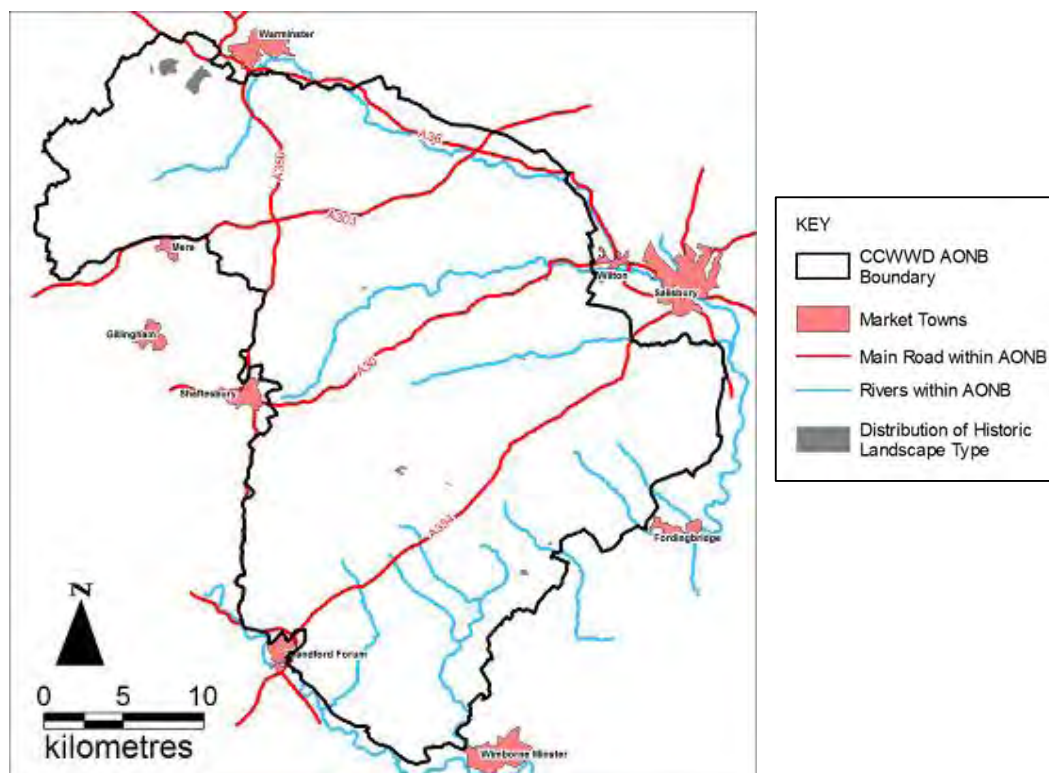 Warminster
A36
A350
A303
Mere
Wilton
Salisbury
Gillingham
A30
Shaftesbury
A354
Fordingbridge
N
Blandford Forum
0 5 10
kilometres
Wimborne Minster
KEY
CCWWD AONB
Boundary
Market Towns
Main Road within AONB
Rivers within AONB
Distribution of Historic
Landscape Type